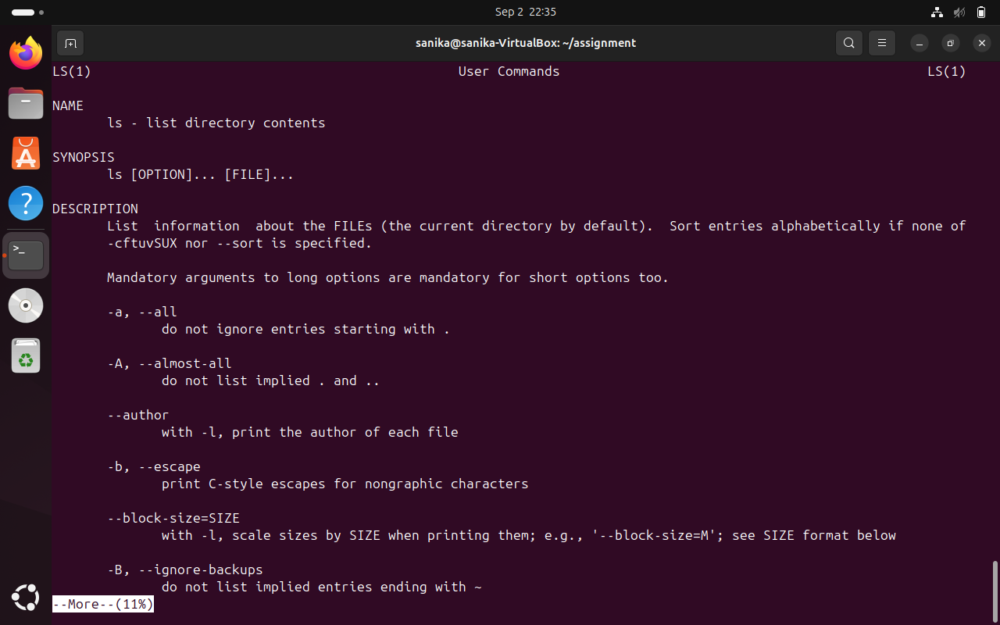 Sep 2 22:35
sanika@sanika-VirtualBox: ~/assignment
LS(1) User Commands LS(1)
NAME
ls - list directory contents
SYNOPSIS
ls [OPTION]... [FILE]...
DESCRIPTION
List information about the FILEs (the current directory by default). Sort entries alphabetically if none of
-cftuvSUX nor --sort is specified.
Mandatory arguments to long options are mandatory for short options too.
-a, --all
do not ignore entries starting with .
-A, --almost-all
do not list implied . and ..
--author
with -l, print the author of each file
-b, --escape
print C-style escapes for nongraphic characters
--block-size=SIZE
with -l, scale sizes by SIZE when printing them; e.g., '--block-size=M'; see SIZE format below
-B, --ignore-backups
do not list implied entries ending with ~
--More--(11%)